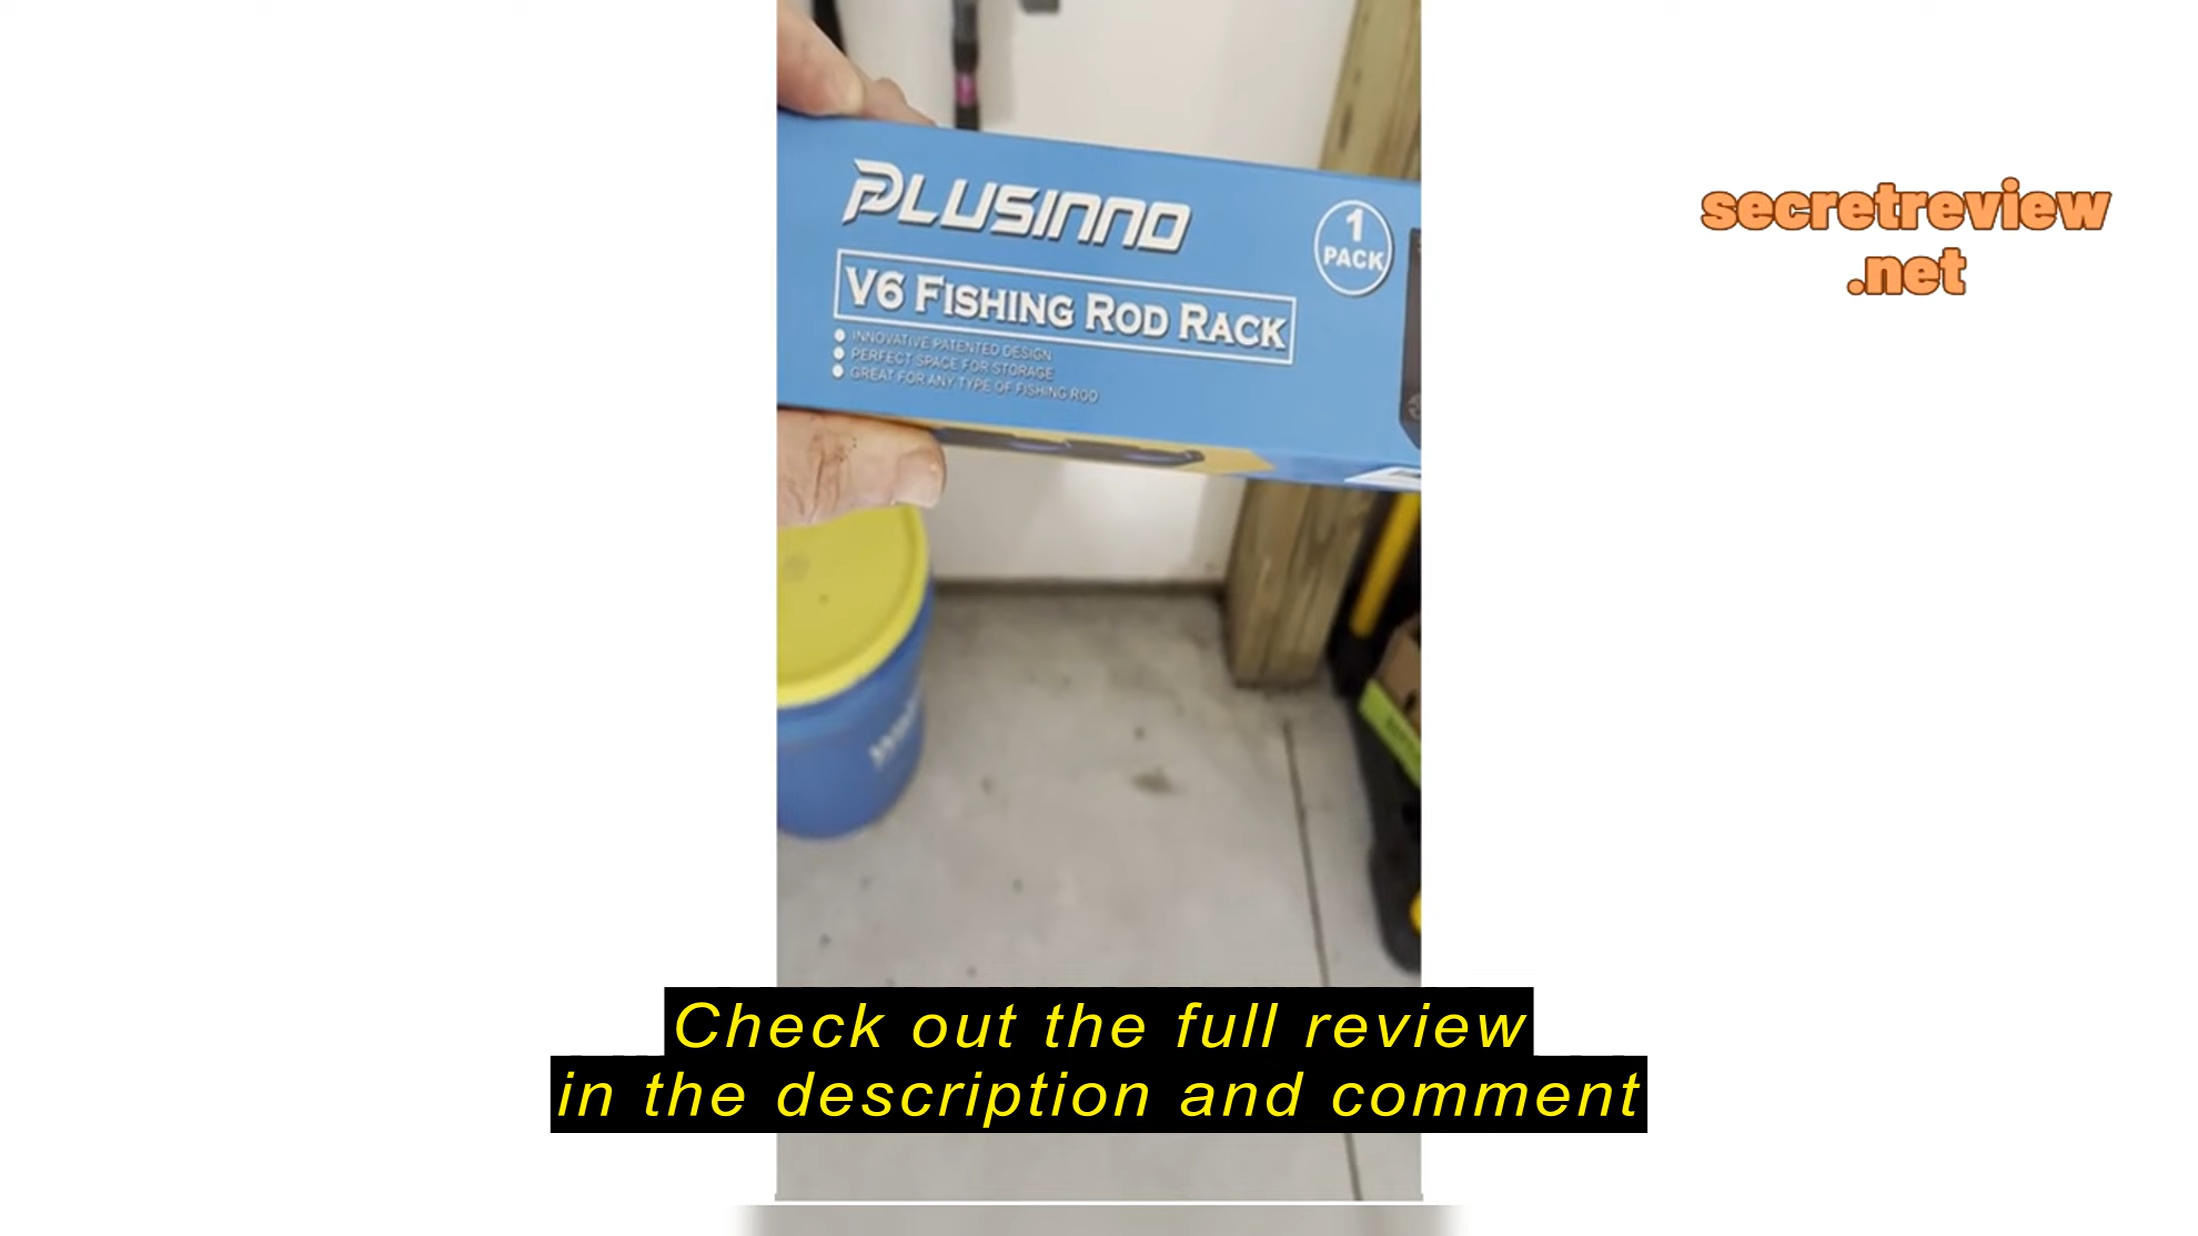 PLUSINNO
1
PACK
V6 FISHING ROD RACK
INNOVATIVE PATENTED DESIGN
PERFECT SPACE FOR STORAGE
GREAT FOR ANY TYPE OF FISHING ROD
secretreview
.net
Check out the full review
in the description and comment